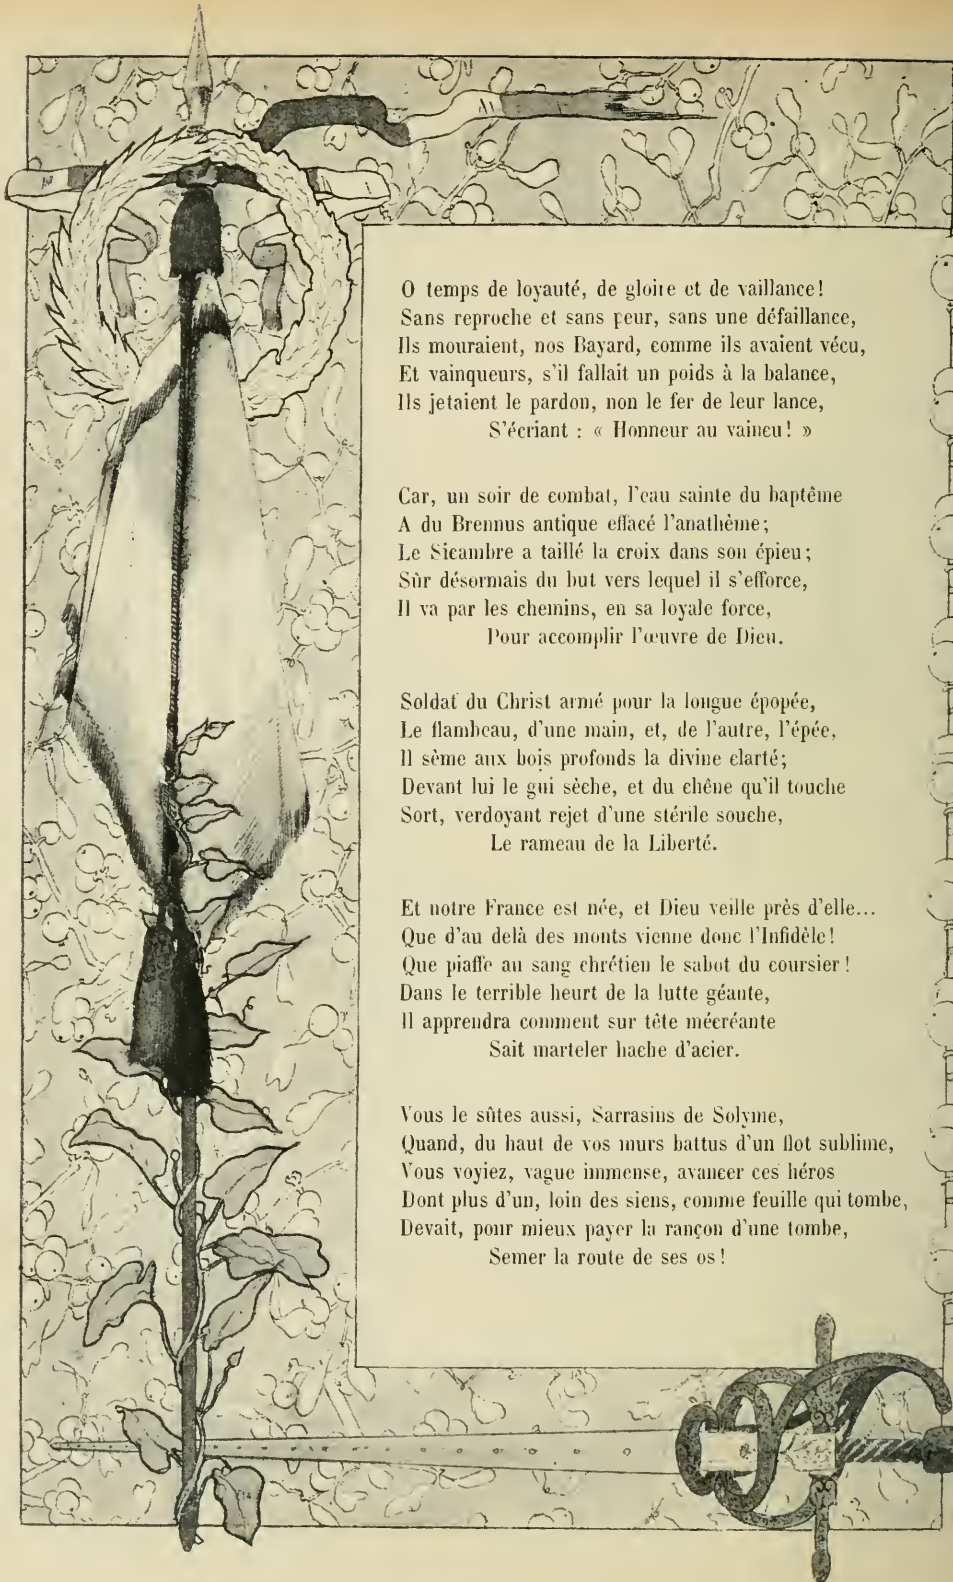 O temps de loyauté, de gloire et de vaillance!
Sans reproche et sans peur, sans une défaillance,
Ils mouraient, nos Bayard, comme ils avaient vécu,
Et vainqueurs, s'il fallait un poids à la balance,
Ils jetaient le pardon, non le fer de leur lance,
S'écriant : « Honneur au vaincu! »
Car, un soir de combat, l'eau sainte du baptême
A du Brennus antique effacé l'anathème;
Le Sicambre a taillé la croix dans son épieu;
Sûr désormais du but vers lequel il s'efforce,
Il va par les chemins, en sa loyale force,
Pour accomplir l'œuvre de Dieu.
Soldat du Christ armé pour la longue épopée,
Le flambeau, d'une main, et, de l'autre, l'épée,
Il sème aux bois profonds la divine clarté;
Devant lui le gui sèche, et du chêne qu'il touche
Sort, verdoyant rejet d'une stérile souche,
Le rameau de la Liberté.
Et notre France est née, et Dieu veille près d'elle...
Que d'au delà des monts vienne donc l'Infidèle!
Que piaffe au sang chrétien le sabot du coursier!
Dans le terrible heurt de la lutte géante,
Il apprendra comment sur tête mécréante
Sait marteler hache d'acier.
Vous le sûtes aussi, Sarrasins de Solyme,
Quand, du haut de vos murs battus d'un flot sublime,
Vous voyiez, vague immense, avancer ces héros
Dont plus d'un, loin des siens, comme feuille qui tombe,
Devait, pour mieux payer la rançon d'une tombe,
Semer la route de ses os!